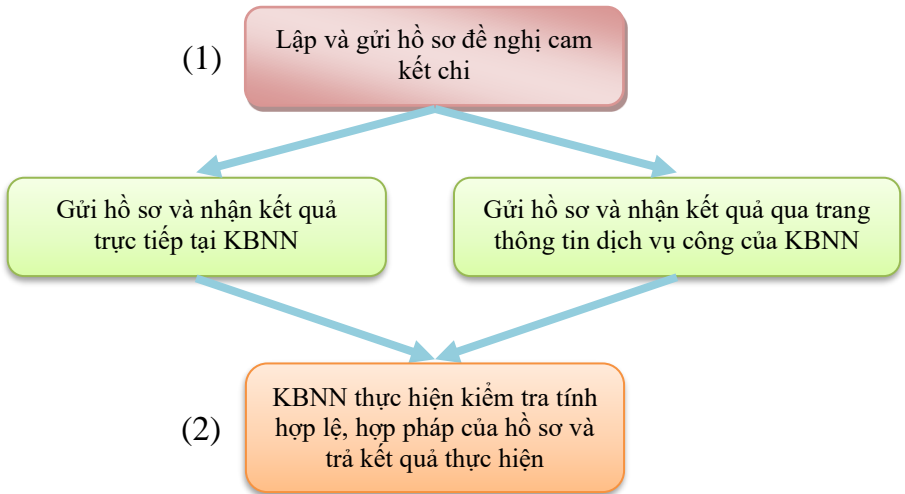 (1)
Lập và gửi hồ sơ đề nghị cam
kết chi
Gửi hồ sơ và nhận kết quả
trực tiếp tại KBNN
Gửi hồ sơ và nhận kết quả qua trang
thông tin dịch vụ công của KBNN
(2)
KBNN thực hiện kiểm tra tính
hợp lệ, hợp pháp của hồ sơ và
trả kết quả thực hiện